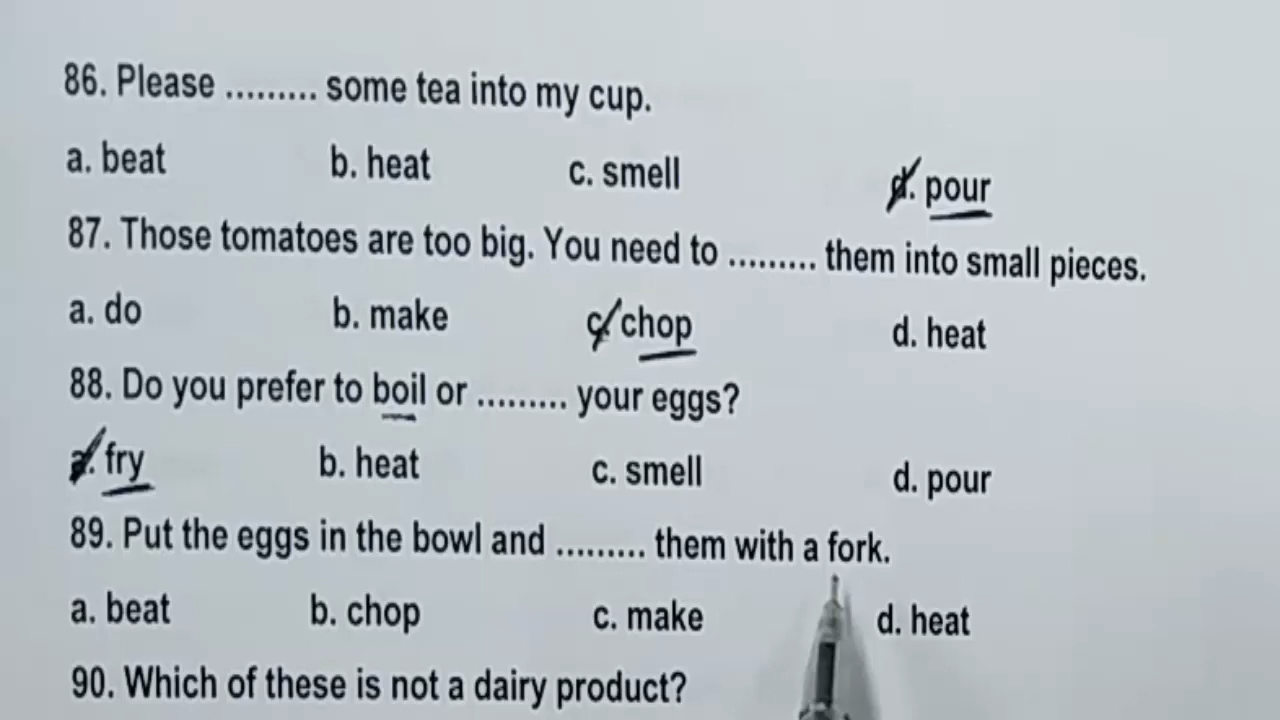 86. Please ......... some tea into my cup.
a. beat b. heat c. smell d. pour
87. Those tomatoes are too big. You need to ......... them into small pieces.
a. do b. make c. chop d. heat
88. Do you prefer to boil or ......... your eggs?
a. fry b. heat c. smell d. pour
89. Put the eggs in the bowl and ......... them with a fork.
a. beat b. chop c. make d. heat
90. Which of these is not a dairy product?